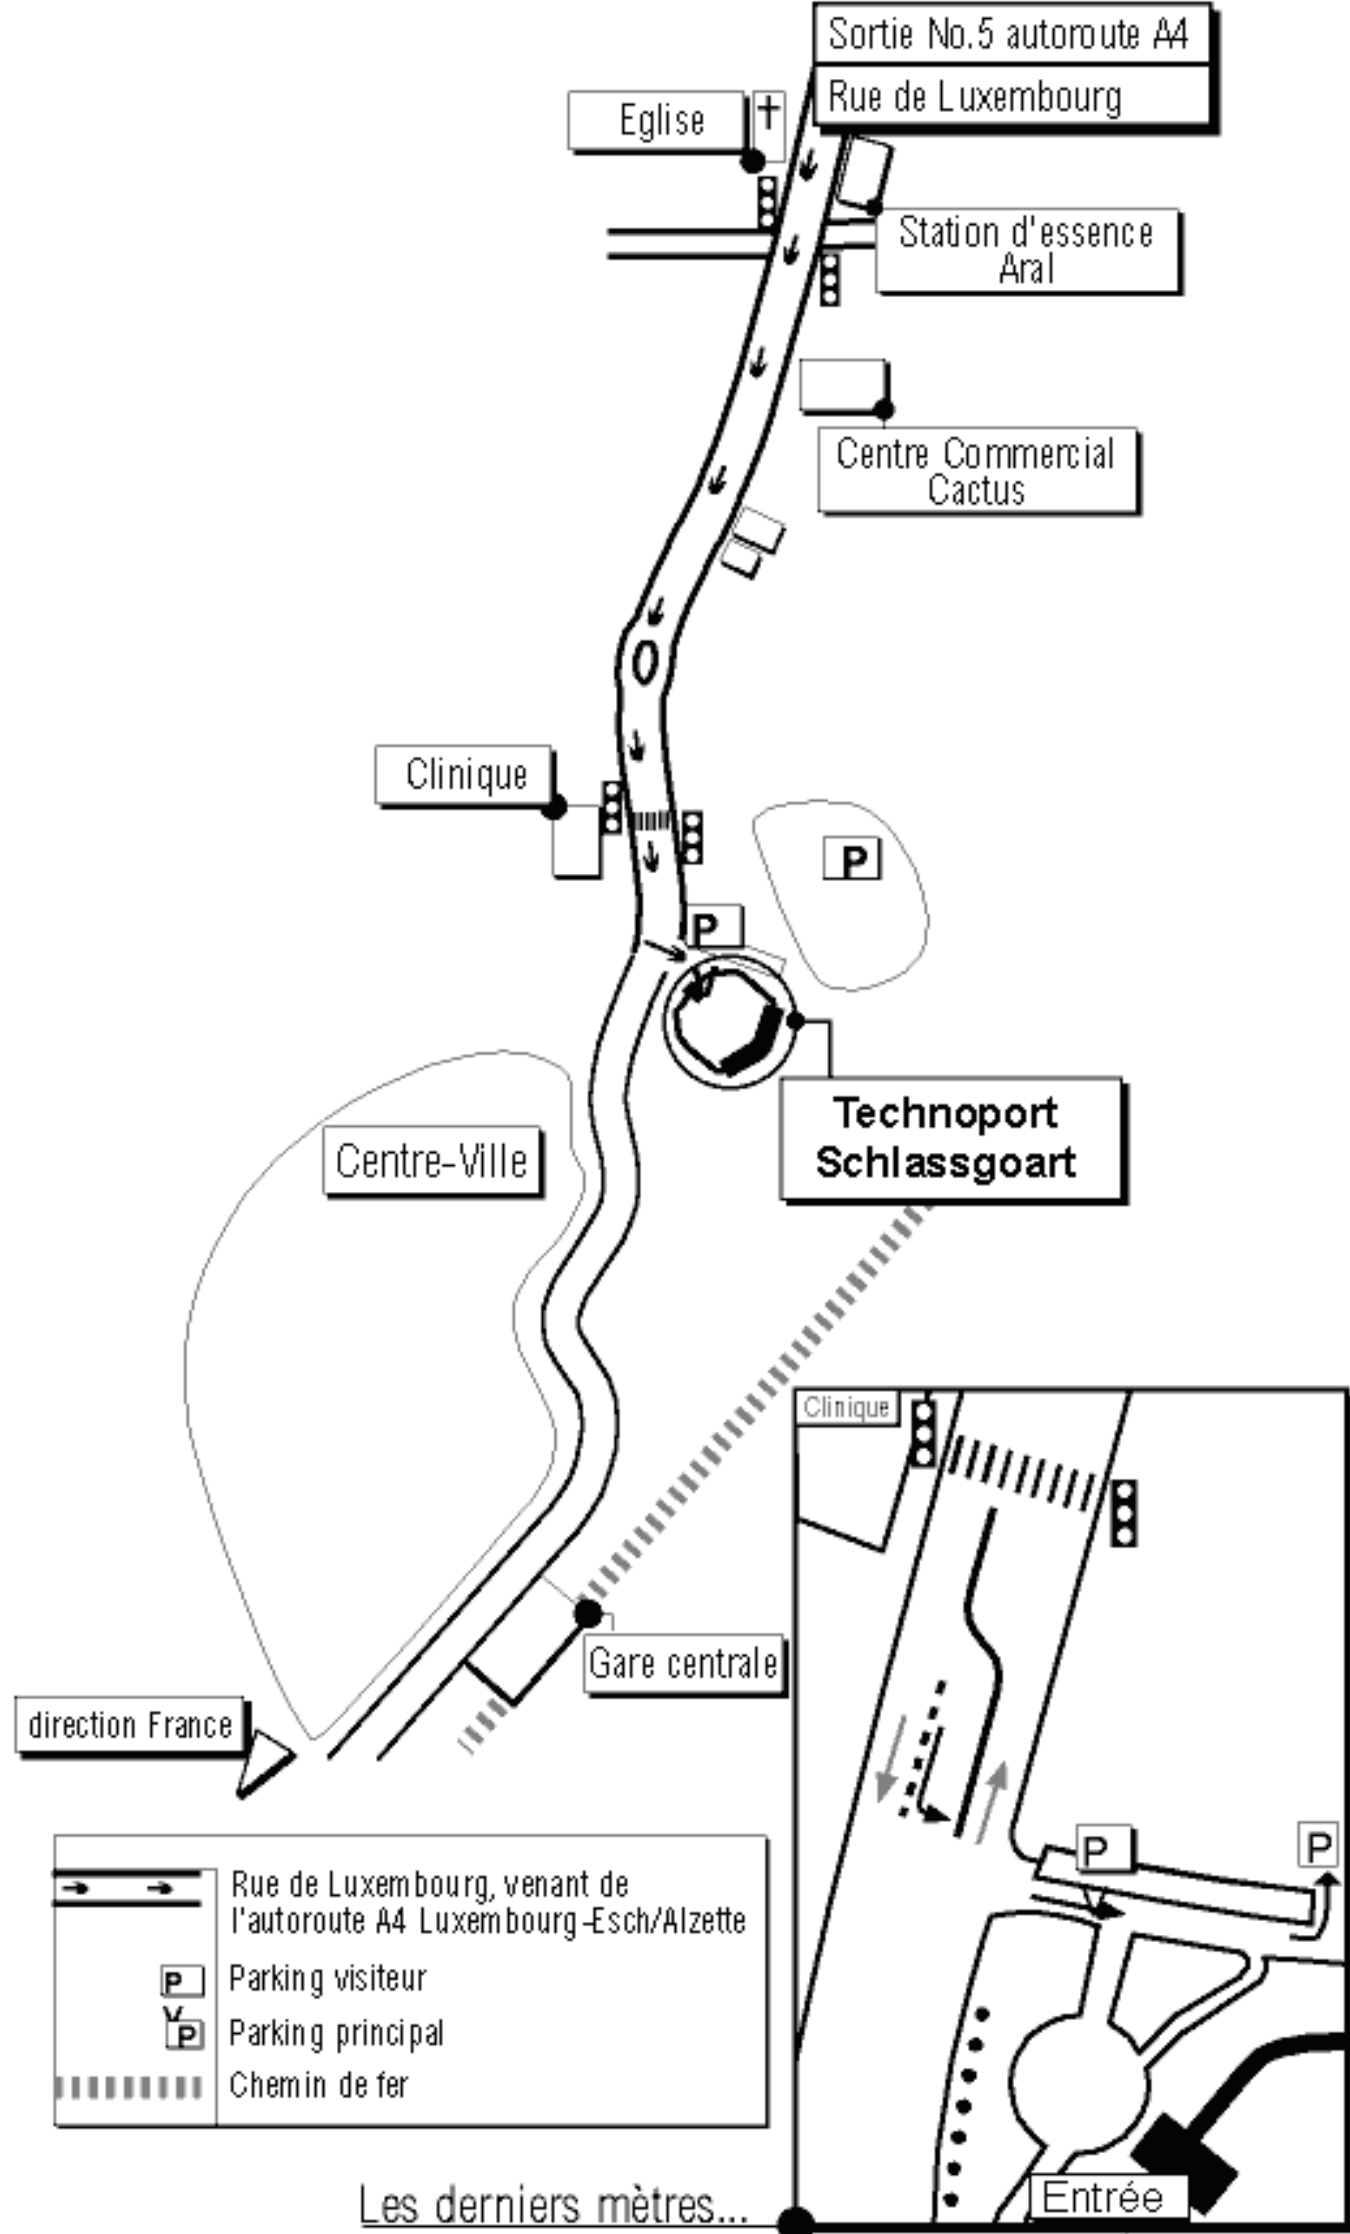 Sortie No.5 autoroute A4
Rue de Luxembourg
Eglise
Station d'essence
Aral
Centre Commercial
Cactus
Clinique
P
P
Technoport
Schlassgoart
Centre-Ville
Clinique
Gare centrale
direction France
P
P
Rue de Luxembourg, venant de
l'autoroute A4 Luxembourg-Esch/Alzette
P
Parking visiteur
P
Parking principal
Chemin de fer
Entrée
Les derniers mètres...